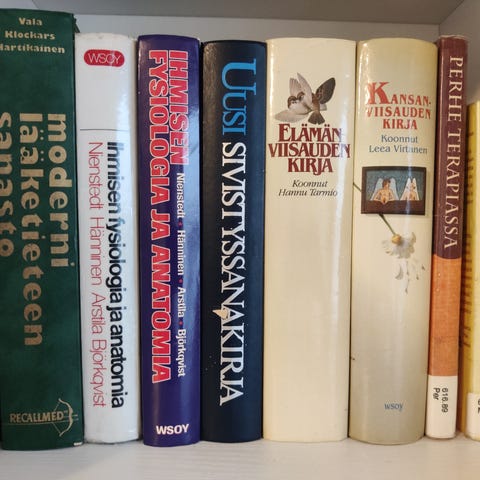 Vala
Klockars
Hartikainen
moderni
lääketieteen
sanasto
RECALLMED
WSOY
Ihmisen fysiologia ja anatomia
Nienstedt Hänninen Arstila Björkqvist
IHMISEN
FYSIOLOGIA JA ANATOMIA
Nienstedt · Hänninen · Arstila · Björkqvist
WSOY
UUSI SIVISTYSSANAKIRJA
ELÄMÄN-
VIISAUDEN
KIRJA
Koonnut
Hannu Tarmio
KANSAN-
VIISAUDEN
KIRJA
Koonnut
Leea Virtanen
WSOY
PERHE TERAPIASSA
616.89
Per